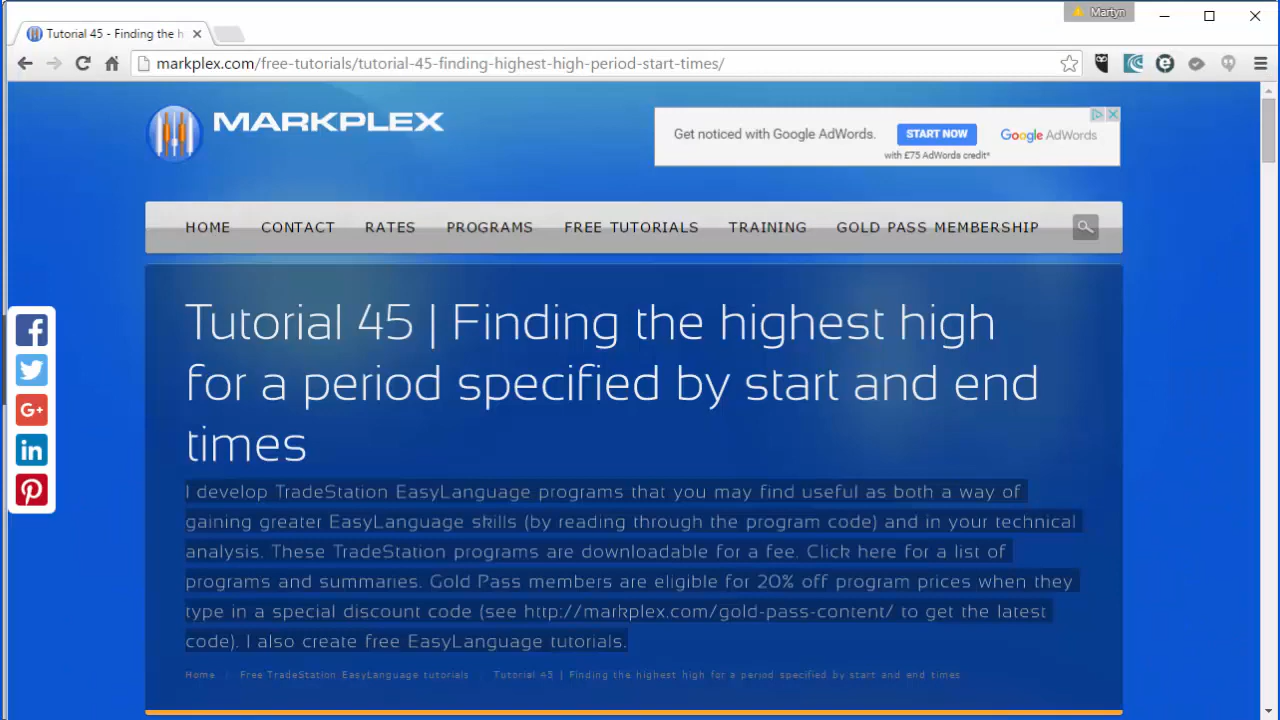 Martyn
Tutorial 45 - Finding the h
markplex.com/free-tutorials/tutorial-45-finding-highest-high-period-start-times/
MARKPLEX
Get noticed with Google AdWords.
START NOW
Google AdWords
with £75 AdWords credit*
HOME CONTACT RATES PROGRAMS FREE TUTORIALS TRAINING GOLD PASS MEMBERSHIP
Tutorial 45 | Finding the highest high
for a period specified by start and end
times
I develop TradeStation EasyLanguage programs that you may find useful as both a way of
gaining greater EasyLanguage skills (by reading through the program code) and in your technical
analysis. These TradeStation programs are downloadable for a fee. Click here for a list of
programs and summaries. Gold Pass members are eligible for 20% off program prices when they
type in a special discount code (see http://markplex.com/gold-pass-content/ to get the latest
code). I also create free EasyLanguage tutorials.
Home Free TradeStation EasyLanguage tutorials Tutorial 45 | Finding the highest high for a period specified by start and end times